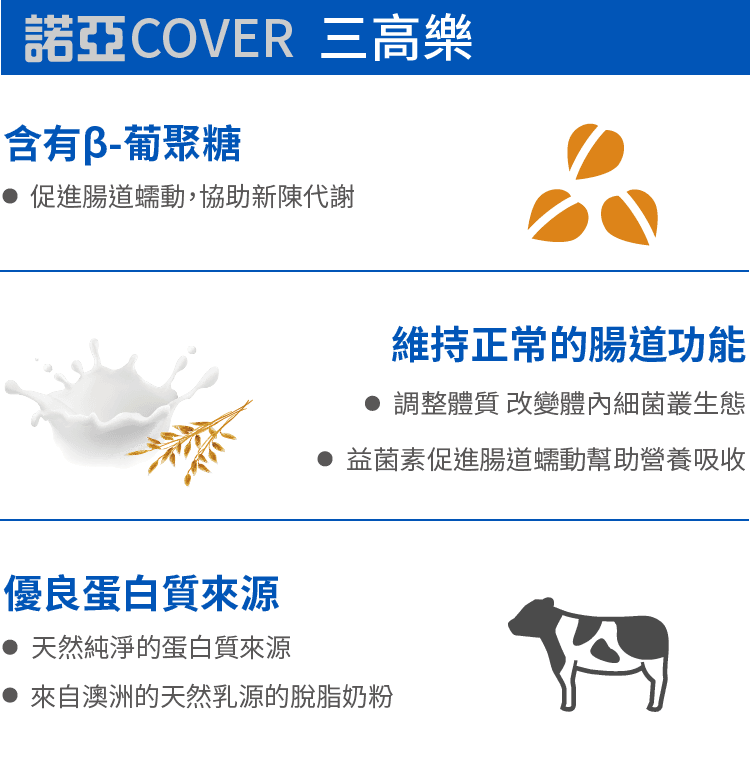 諾亞COVER 三高樂
含有β-葡聚糖
● 促進腸道蠕動,協助新陳代謝
維持正常的腸道功能
● 調整體質 改變體內細菌叢生態
● 益菌素促進腸道蠕動幫助營養吸收
優良蛋白質來源
● 天然純淨的蛋白質來源
● 來自澳洲的天然乳源的脫脂奶粉